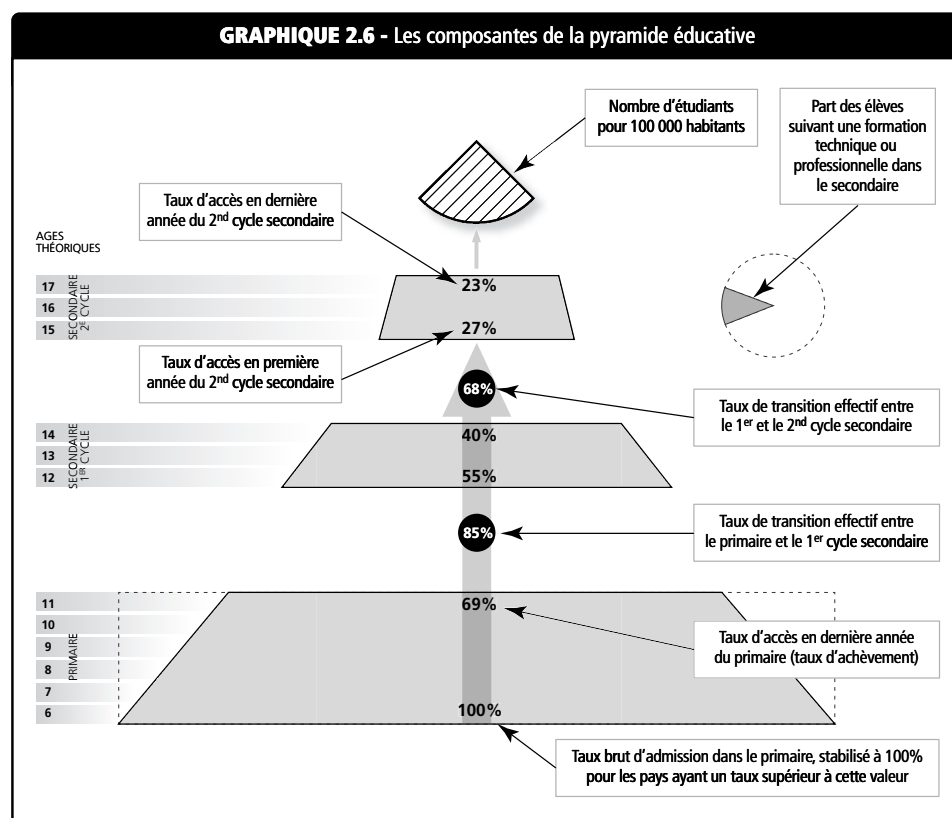 GRAPHIQUE 2.6 - Les composantes de la pyramide éducative
Nombre d'étudiants
pour 100 000 habitants
Part des élèves
suivant une formation
technique ou
professionnelle dans
le secondaire
Taux d'accès en dernière
année du 2nd cycle secondaire
AGES
THÉORIQUES
17
16
15
SECONDAIRE
2E CYCLE
23%
27%
Taux d'accès en première
année du 2nd cycle secondaire
68%
Taux de transition effectif entre
le 1er et le 2nd cycle secondaire
14
13
12
SECONDAIRE
1ER CYCLE
40%
55%
85%
Taux de transition effectif entre
le primaire et le 1er cycle secondaire
11
10
9
8
7
6
PRIMAIRE
69%
Taux d'accès en dernière année
du primaire (taux d'achèvement)
100%
Taux brut d'admission dans le primaire, stabilisé à 100%
pour les pays ayant un taux supérieur à cette valeur